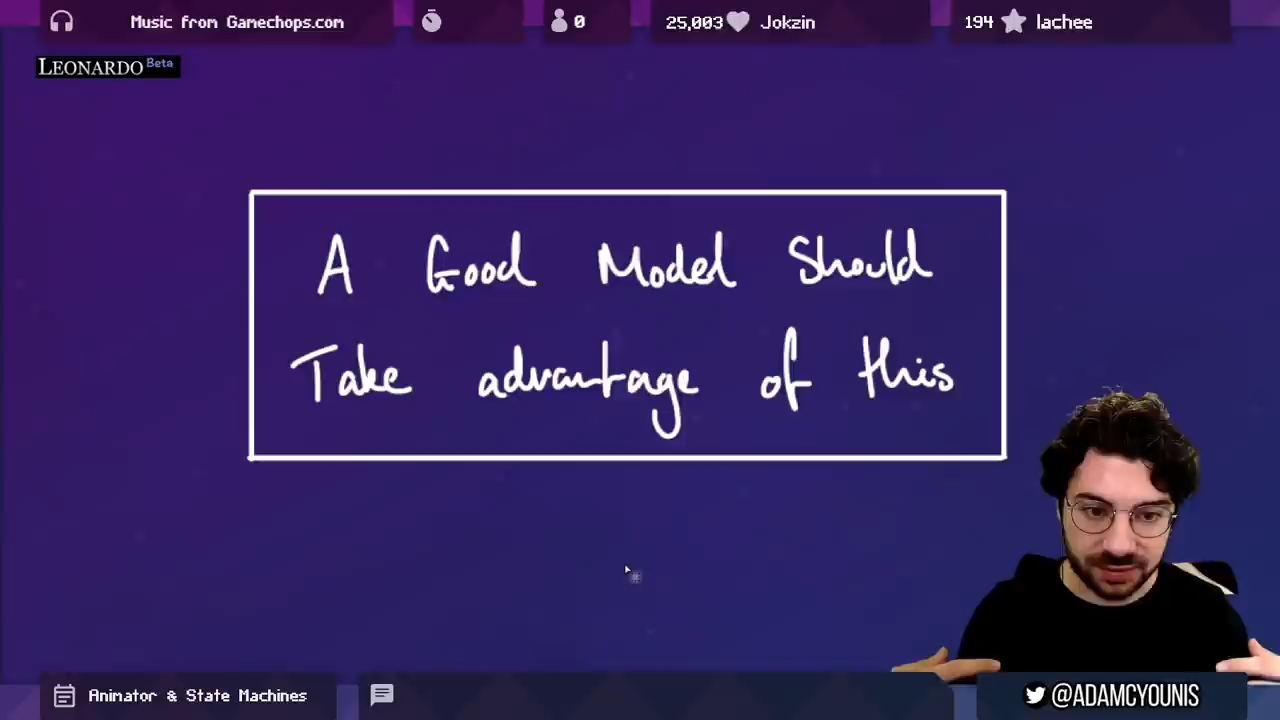 Music from Gamechops.com
0
25,003 Jokzin
194 lachee
LEONARDO Beta
A Good Model Should
Take advantage of this
Animator & State Machines
@ADAMCYOUNIS